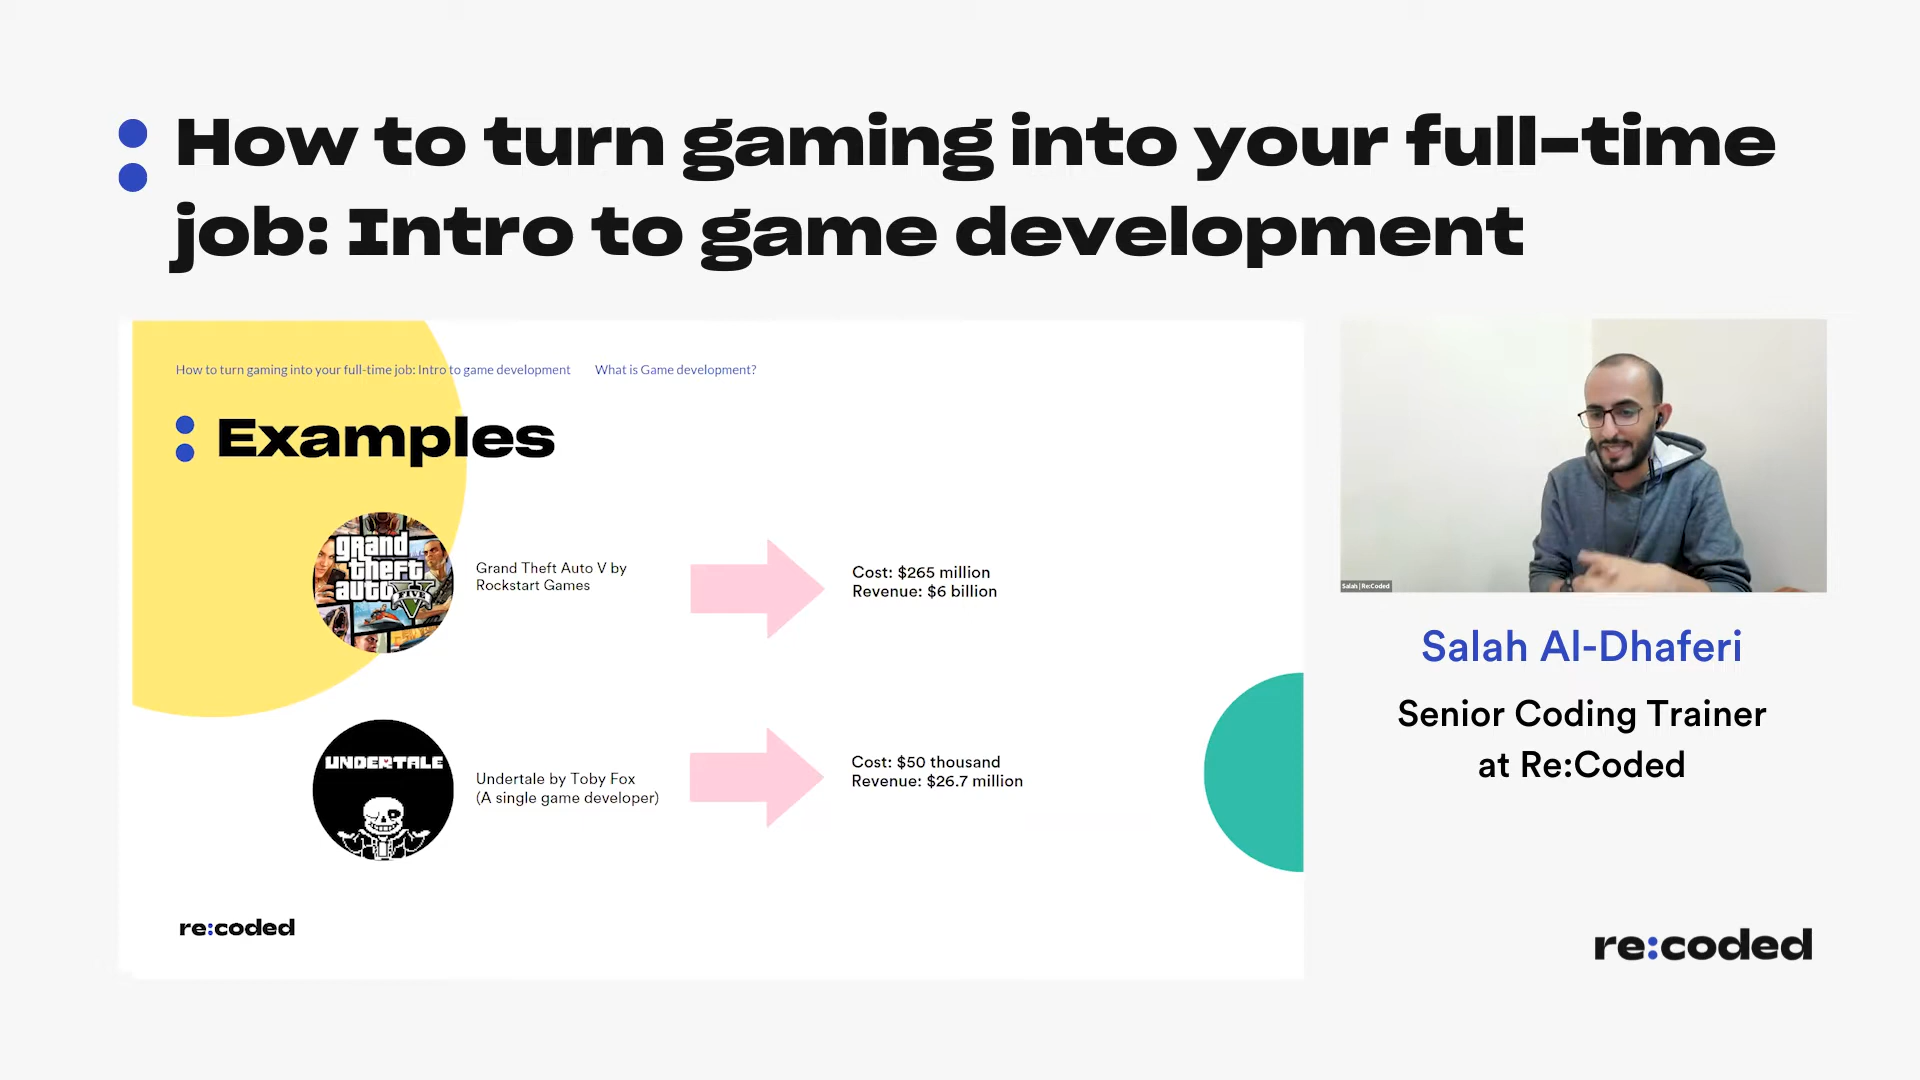 How to turn gaming into your full-time
job: Intro to game development
How to turn gaming into your full-time job: Intro to game development What is Game development?
Examples
grand
theft
auto
FIVE
Grand Theft Auto V by
Rockstart Games
Cost: $265 million
Revenue: $6 billion
UNDERTALE
Undertale by Toby Fox
(A single game developer)
Cost: $50 thousand
Revenue: $26.7 million
re:coded
Salah | Re:Coded
Salah Al-Dhaferi
Senior Coding Trainer
at Re:Coded
re:coded